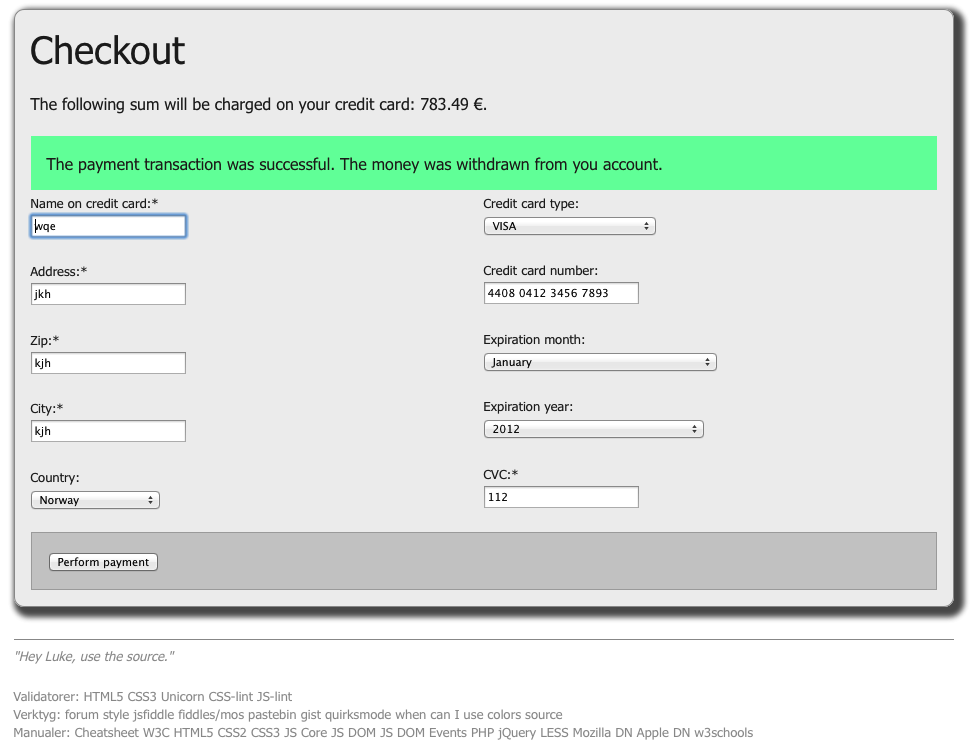 Checkout
The following sum will be charged on your credit card: 783.49 €.
The payment transaction was successful. The money was withdrawn from you account.
Name on credit card:*
wqe
Address:*
jkh
Zip:*
kjh
City:*
kjh
Country:
Norway
Credit card type:
VISA
Credit card number:
4408 0412 3456 7893
Expiration month:
January
Expiration year:
2012
CVC:*
112
Perform payment
"Hey Luke, use the source."
Validatorer: HTML5 CSS3 Unicorn CSS-lint JS-lint
Verktyg: forum style jsfiddle fiddles/mos pastebin gist quirksmode when can I use colors source
Manualer: Cheatsheet W3C HTML5 CSS2 CSS3 JS Core JS DOM JS DOM Events PHP jQuery LESS Mozilla DN Apple DN w3schools